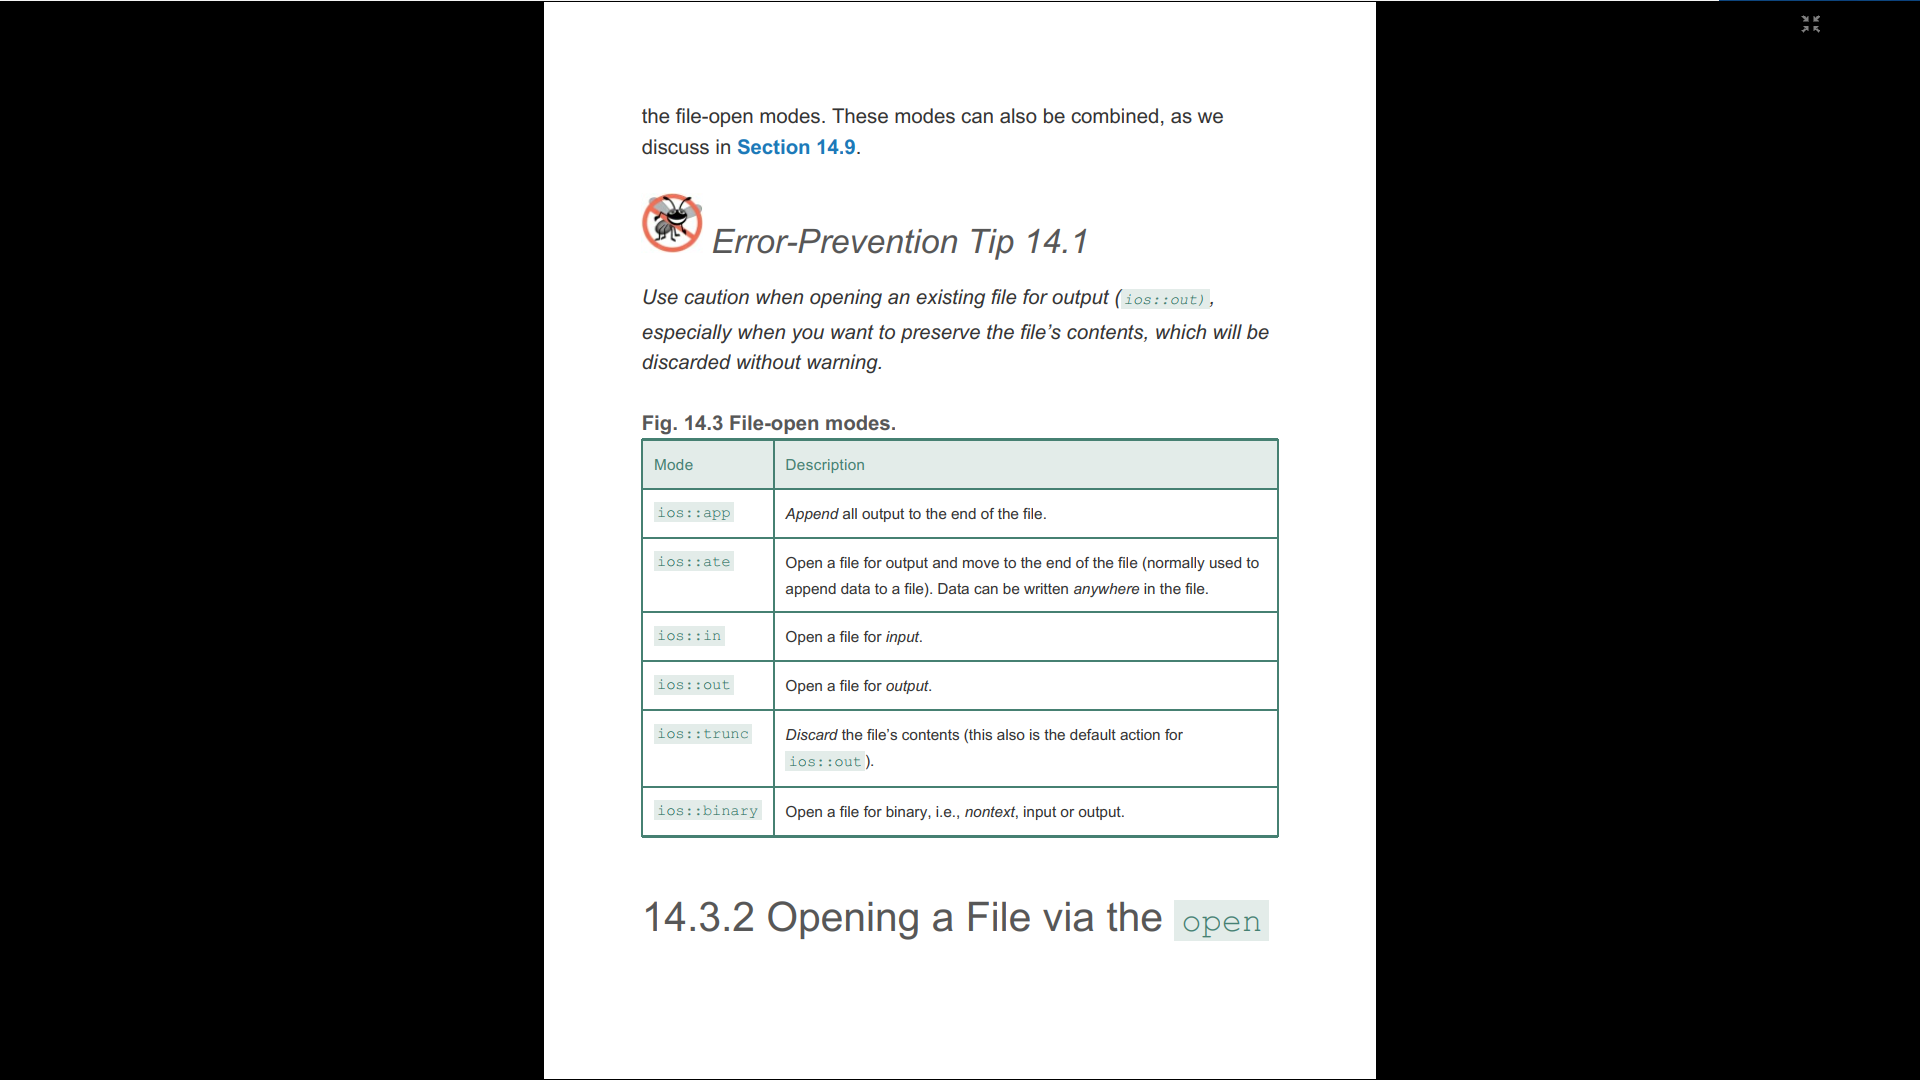 the file-open modes. These modes can also be combined, as we
discuss in Section 14.9.
Error-Prevention Tip 14.1
Use caution when opening an existing file for output (ios::out),
especially when you want to preserve the file’s contents, which will be
discarded without warning.
Fig. 14.3 File-open modes.
Mode Description
ios::app Append all output to the end of the file.
ios::ate Open a file for output and move to the end of the file (normally used to
append data to a file). Data can be written anywhere in the file.
ios::in Open a file for input.
ios::out Open a file for output.
ios::trunc Discard the file’s contents (this also is the default action for
ios::out).
ios::binary Open a file for binary, i.e., nontext, input or output.
14.3.2 Opening a File via the open